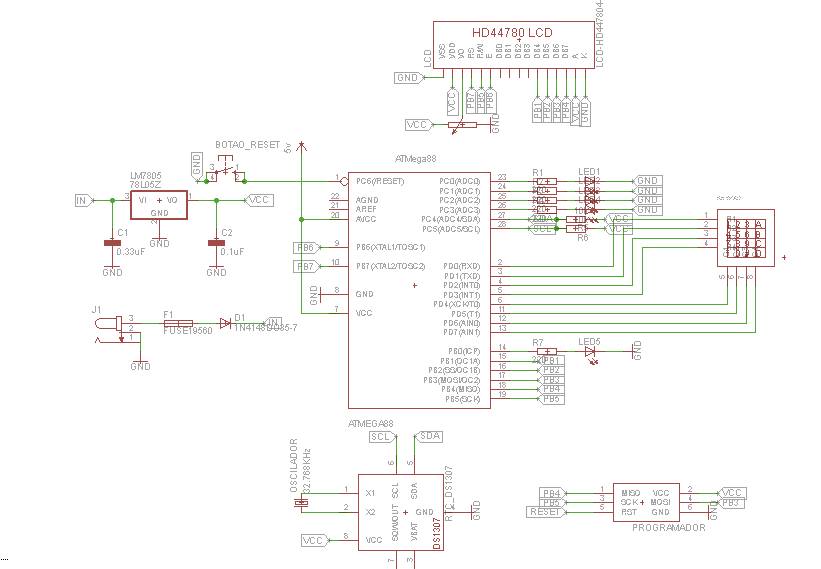 HD44780 LCD
LCD
LCD-HD447804-
VSS VDD VO RS R/W E DB0 DB1 DB2 DB3 DB4 DB5 DB6 DB7 A K
GND
VCC PB7 PB5 PB6
PB1 PB2 PB3 PB4 VCC GND
VCC
GND
BOTAO_RESET
5v
ATMega88
GND
3 4
1 2
LM7805
78L05Z
IN
3 VI VO 1
GND
2
VCC
C1
0.33uF
C2
0.1uF
GND
GND
GND
1 PC6(/RESET)
22 AGND
21 AREF
20 AVCC
PB6 9 PB6(XTAL1/TOSC1)
PB7 10 PB7(XTAL2/TOSC2)
GND 8 GND
7 VCC
PC0(ADC0) 23
PC1(ADC1) 24
PC2(ADC2) 25
PC3(ADC3) 26
PC4(ADC4/SDA) 27
PC5(ADC5/SCL) 28
PD0(RXD) 2
PD1(TXD) 3
PD2(INT0) 4
PD3(INT1) 5
PD4(XCK/T0) 6
PD5(T1) 11
PD6(AIN0) 12
PD7(AIN1) 13
PB0(ICP) 14
PB1(OC1A) 15
PB2(SS/OC1B) 16
PB3(MOSI/OC2) 17
PB4(MISO) 18
PB5(SCK) 19
R1
LED1
GND
GND
GND
GND
SDA
VCC
SCL
VCC
R6
1
2
3
4
1 2 3 A
4 5 6 B
7 8 9 C
5 6 7 8
R7
LED5
GND
PB1
PB2
PB3
PB4
PB5
J1
3
2
1
GND
F1
FUSE19560
D1
1N4148DO35-7
IN
ATMEGA88
SCL
SDA
6 5
OSCILADOR
32,768KHz
1 X1
2 X2
VCC 8 VCC
SCL SDA
GND
SQW/OUT VBAT
7 3
RTC_DS1307
DS1307
GND
PB4 1 MISO VCC 2 VCC
PB5 3 SCK MOSI 4 PB3
RESET 5 RST GND 6 GND
PROGRAMADOR